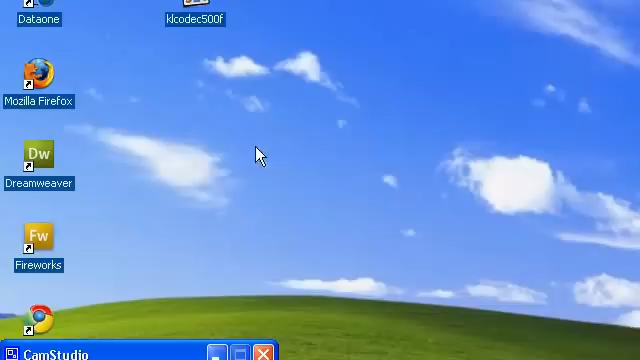 Dataone
klcodec500f
Mozilla Firefox
Dw
Dreamweaver
Fw
Fireworks
CamStudio